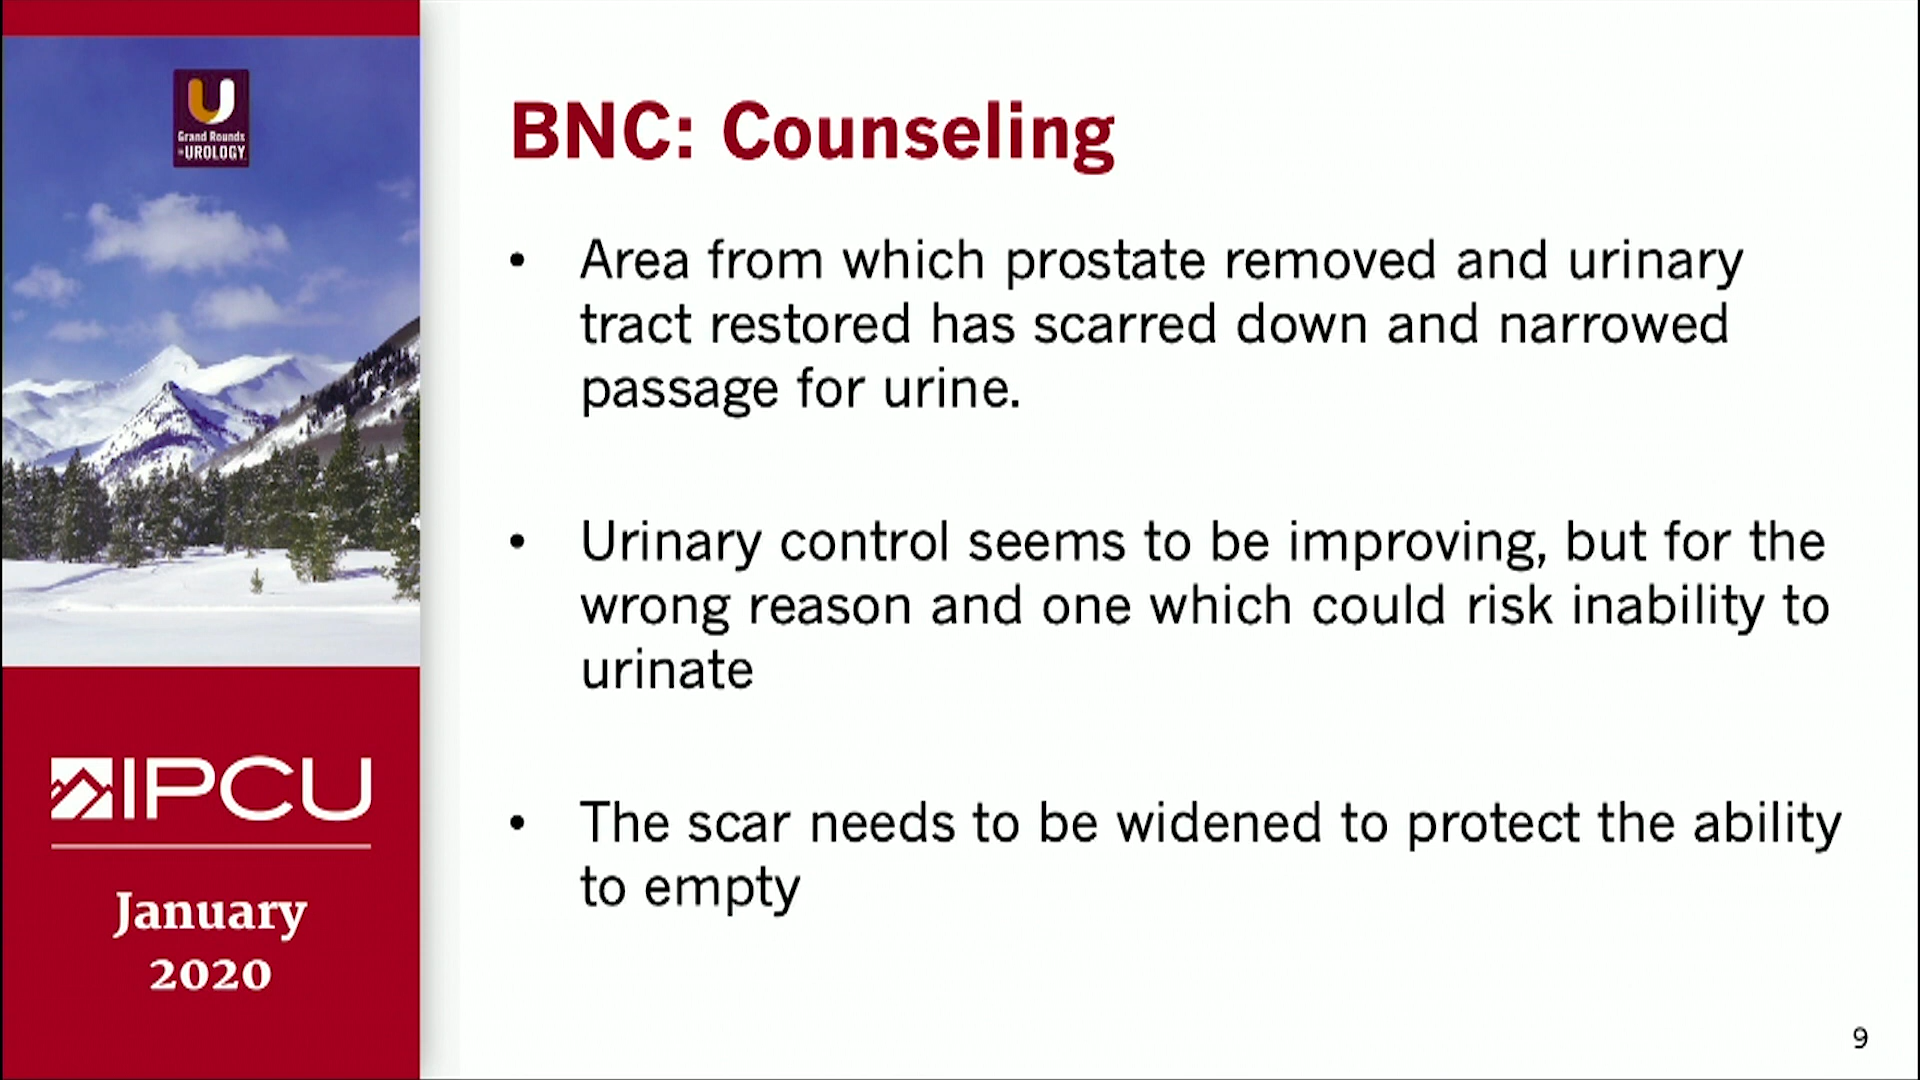 Grand Rounds
in UROLOGY
IPCU
January
2020
BNC: Counseling
• Area from which prostate removed and urinary
tract restored has scarred down and narrowed
passage for urine.
• Urinary control seems to be improving, but for the
wrong reason and one which could risk inability to
urinate
• The scar needs to be widened to protect the ability
to empty
9